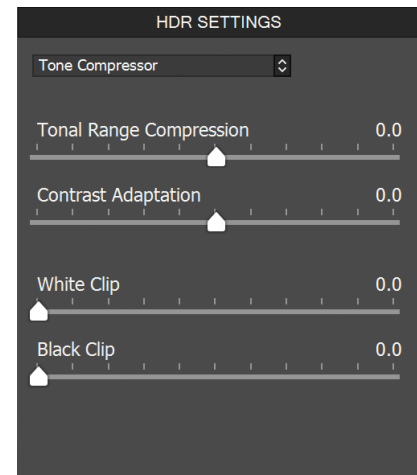 HDR SETTINGS
Tone Compressor
Tonal Range Compression 0.0
Contrast Adaptation 0.0
White Clip 0.0
Black Clip 0.0